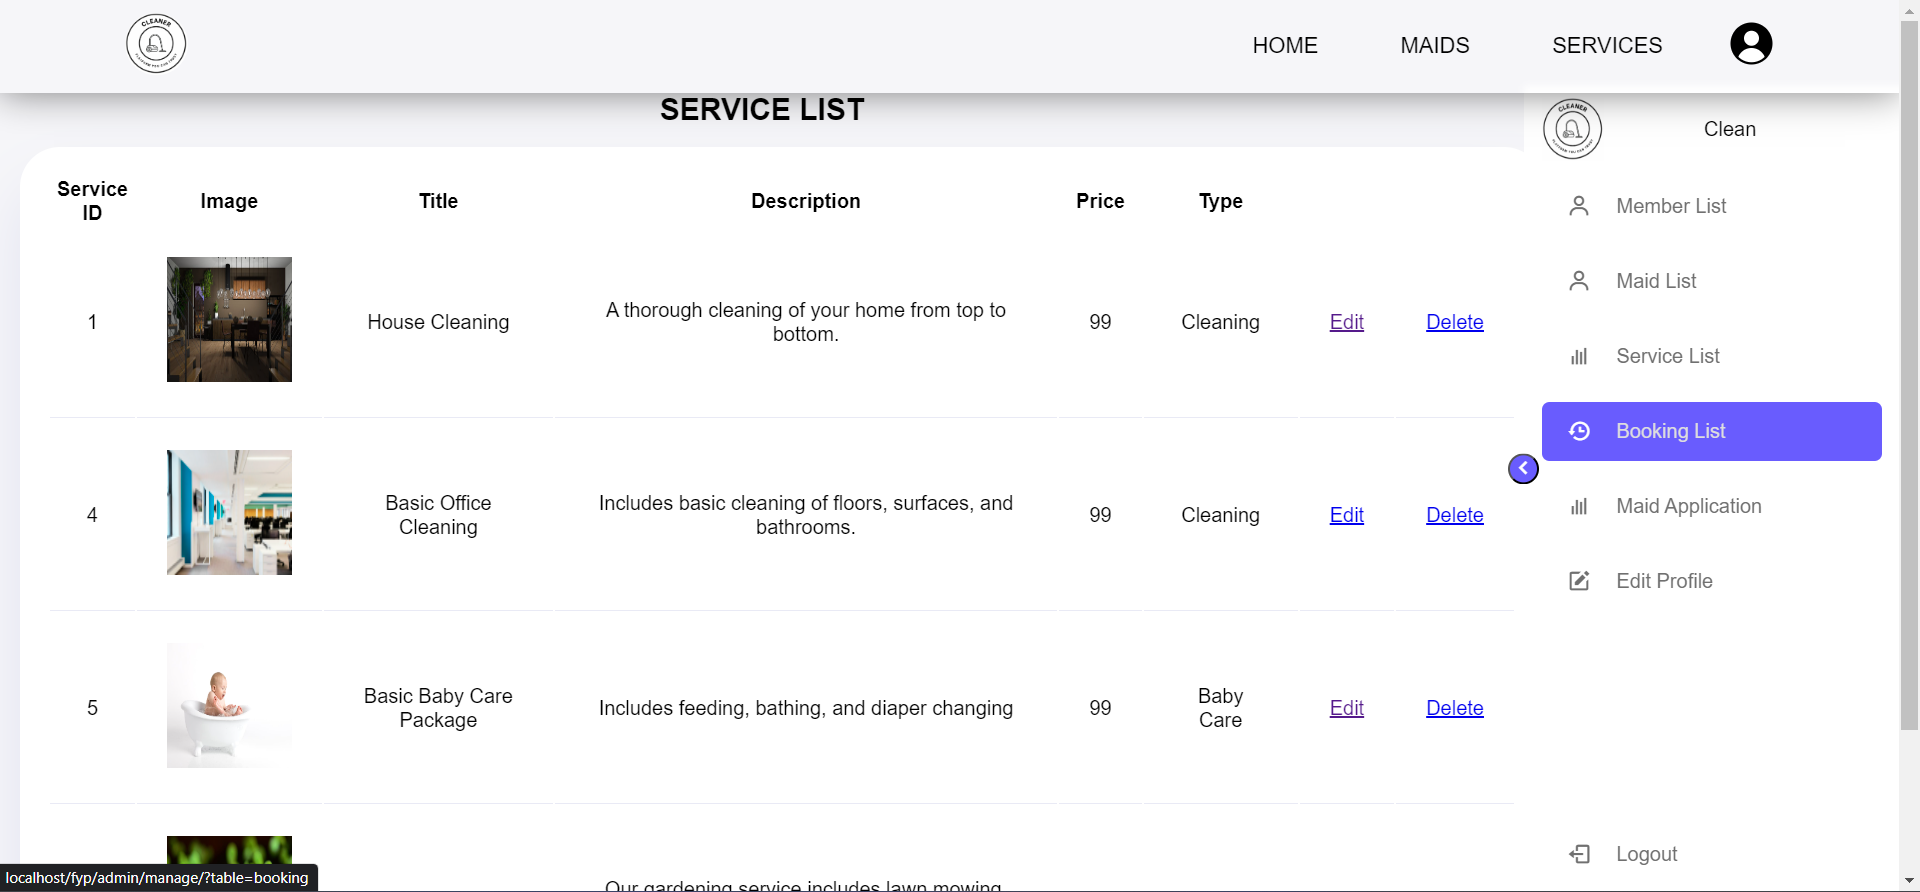 CLEANER
HOME
MAIDS
SERVICES
SERVICE LIST
Service
ID
Image
Title
Description
Price
Type
1
House Cleaning
A thorough cleaning of your home from top to
bottom.
99
Cleaning
Edit
Delete
4
Basic Office
Cleaning
Includes basic cleaning of floors, surfaces, and
bathrooms.
99
Cleaning
Edit
Delete
5
Basic Baby Care
Package
Includes feeding, bathing, and diaper changing
99
Baby
Care
Edit
Delete
Our gardening service includes lawn mowing,
CLEANER
Clean
Member List
Maid List
Service List
Booking List
Maid Application
Edit Profile
Logout
localhost/fyp/admin/manage/?table=booking